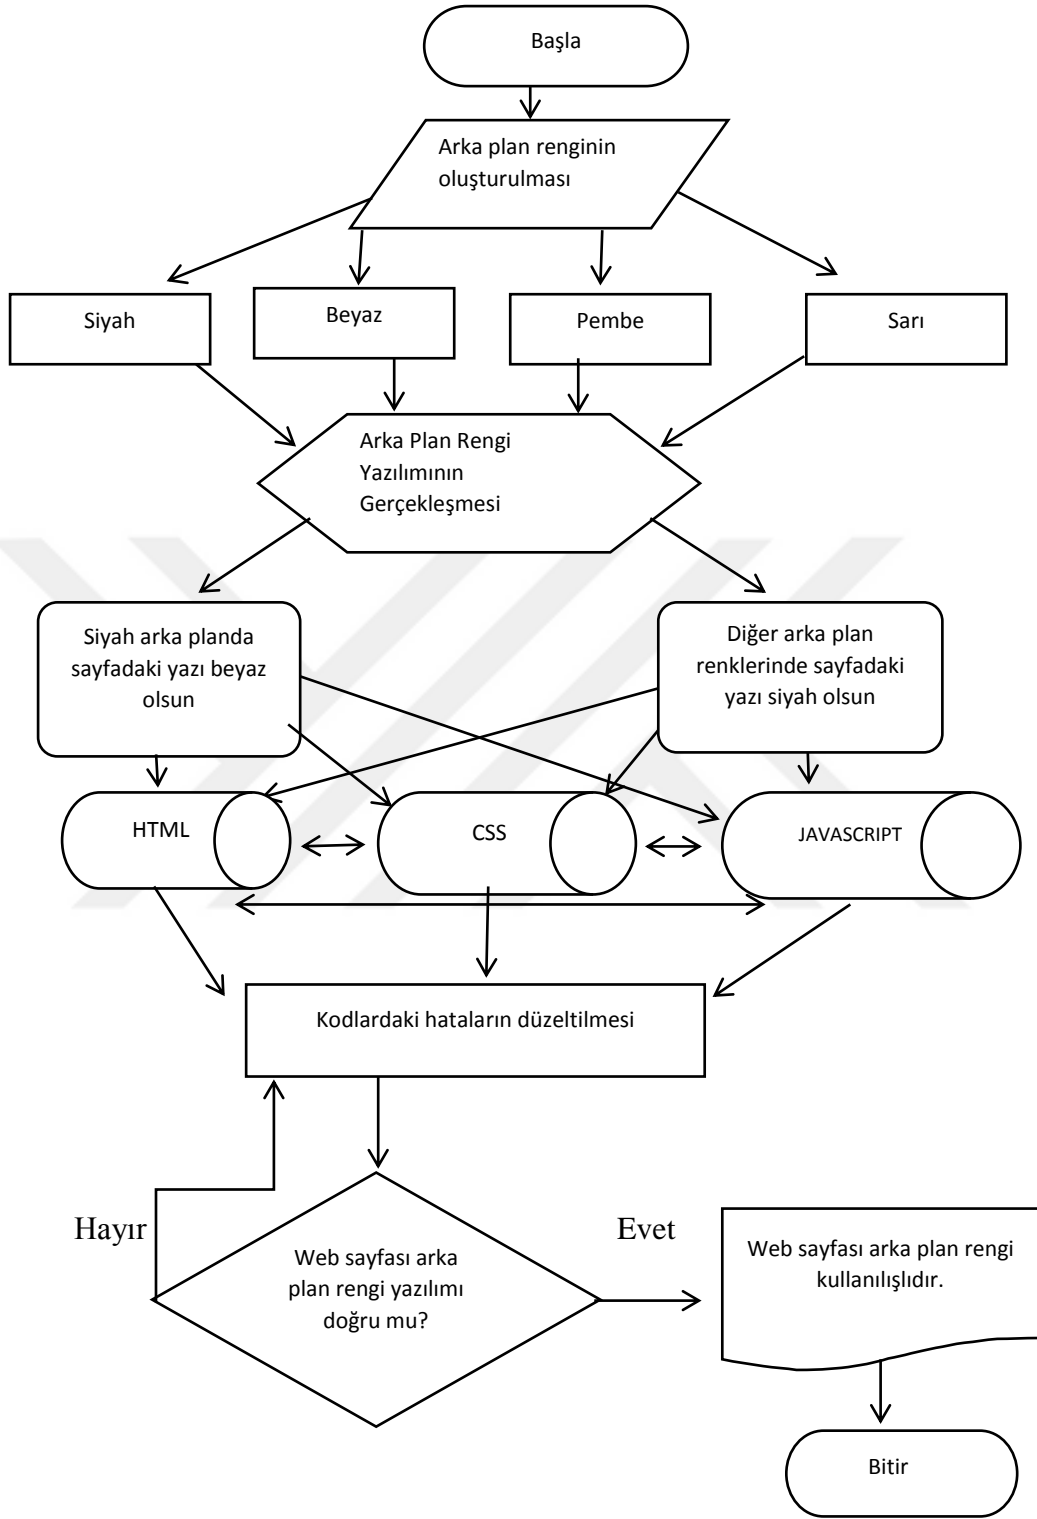 Başla
Arka plan renginin
oluşturulması
Siyah
Beyaz
Pembe
Sarı
Arka Plan Rengi
Yazılımının
Gerçekleşmesi
Siyah arka planda
sayfadaki yazı beyaz
olsun
Diğer arka plan
renklerinde sayfadaki
yazı siyah olsun
HTML
CSS
JAVASCRIPT
Kodlardaki hataların düzeltilmesi
Hayır
Evet
Web sayfası arka
plan rengi yazılımı
doğru mu?
Web sayfası arka plan rengi
kullanılışlıdır.
Bitir